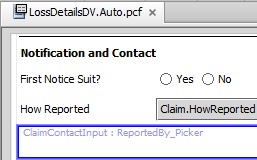 LossDetailsDV.Auto.pcf
Notification and Contact
First Notice Suit? Yes No
How Reported Claim.HowReported
ClaimContactInput : ReportedBy_Picker